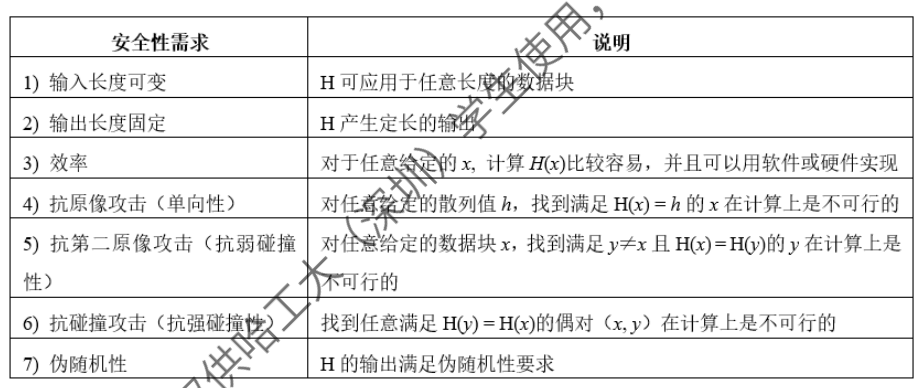 安全性需求 说明
1) 输入长度可变 H 可应用于任意长度的数据块
2) 输出长度固定 H 产生定长的输出
3) 效率 对于任意给定的 x, 计算 H(x)比较容易，并且可以用软件或硬件实现
4) 抗原像攻击（单向性） 对任意给定的散列值 h，找到满足 H(x) = h 的 x 在计算上是不可行的
5) 抗第二原像攻击（抗弱碰撞 对任意给定的数据块 x，找到满足 y≠x 且 H(x) = H(y)的 y 在计算上是
性） 不可行的
6) 抗碰撞攻击（抗强碰撞性） 找到任意满足 H(y) = H(x)的偶对（x, y）在计算上是不可行的
7) 伪随机性 H 的输出满足伪随机性要求
供哈工大（深圳）学生使用，